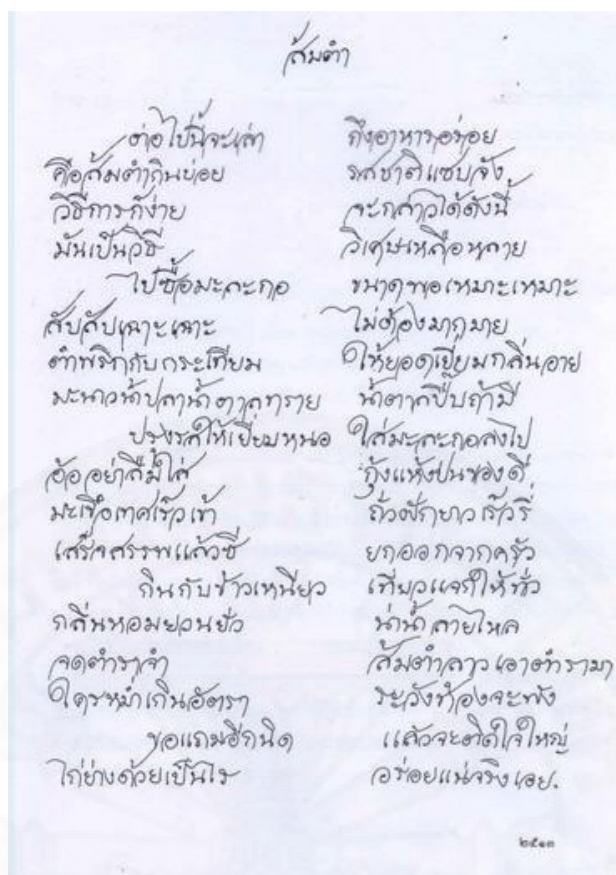 ส้มตำ
ต่อไปนี้จะเล่า ถึงอาหารอร่อย
คือส้มตำกินบ่อย รสชาติแซบจัง
วิธีการก็ง่าย จะกล่าวได้ดังนี้
มันเป็นวิธี วิเศษเหลือหลาย
ไปซื้อมะละกอ ขนาดพอเหมาะเหมาะ
สับสับเฉาะเฉาะ ไม่ต้องมากมาย
ตำพริกกับกระเทียม ให้ยอดเยี่ยมกลิ่นอาย
มะนาวน้ำปลาน้ำตาลทราย น้ำตาลปี๊บถ้ามี
ปรุงรสให้เยี่ยมหนอ ใส่มะละกอลงไป
อ้ออย่าลืมใส่ กุ้งแห้งป่นของดี
มะเขือเทศเร็วเข้า ถั่วฝักยาวเร็วรี่
เสร็จสรรพแล้วซี ยกออกจากครัว
กินกับข้าวเหนียว เที่ยวแจกให้ทั่ว
กลิ่นหอมยวนยั่ว น่าน้ำลายไหล
จดตำราจำ ส้มตำลาวเอาตำรามา
ใครหม่ำเกินอัตรา ระวังท้องจะพัง
ขอแถมอีกนิด แล้วจะติดใจใหญ่
ไก่ย่างด้วยเป็นไร อร่อยแน่จริงเอย.
๒๕๑๓